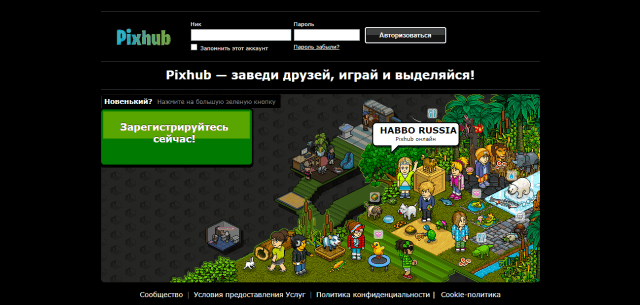 Pixhub
Ник
Пароль
Авторизоваться
Запомнить этот аккаунт
Пароль забыли?
Pixhub — заведи друзей, играй и выделяйся!
Новенький? Нажмите на большую зеленую кнопку
Зарегистрируйтесь
сейчас!
HABBO RUSSIA
Pixhub онлайн
Сообщество | Условия предоставления Услуг | Политика конфиденциальности | Cookie-политика